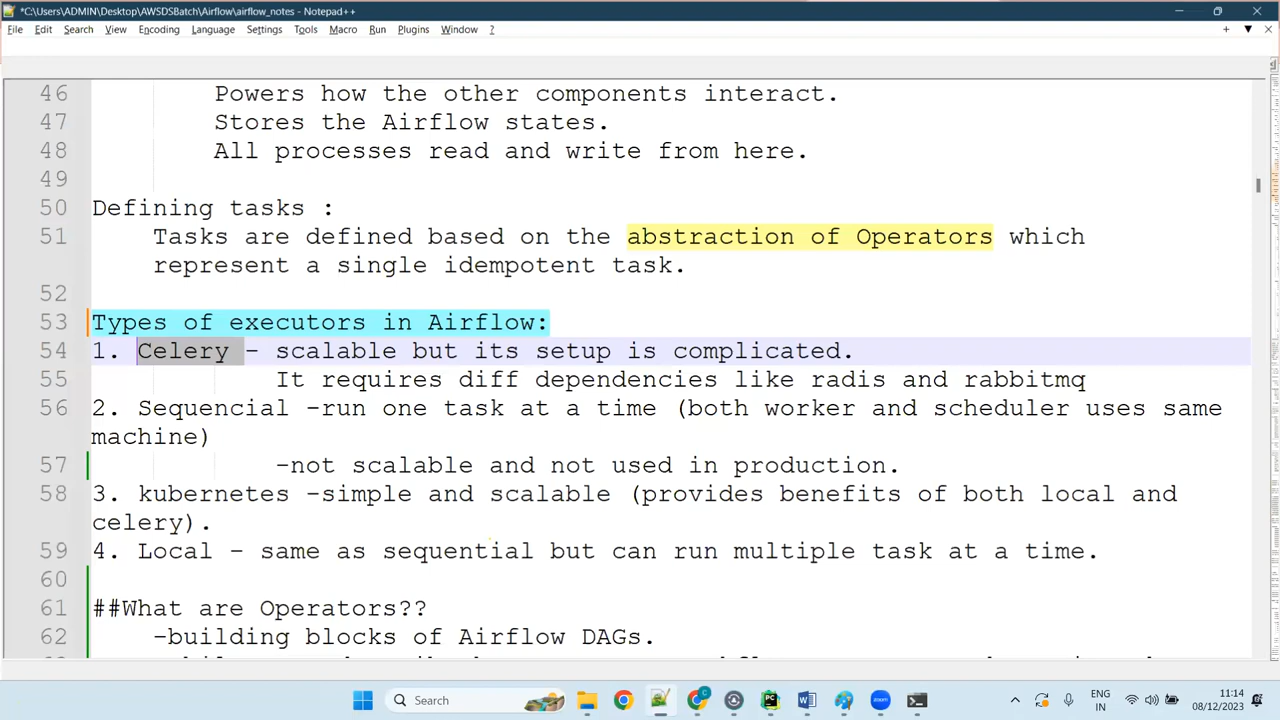 *C:\Users\ADMIN\Desktop\AWSDSBatch\Airflow\airflow_notes - Notepad++
File Edit Search View Encoding Language Settings Tools Macro Run Plugins Window ?
46 Powers how the other components interact.
47 Stores the Airflow states.
48 All processes read and write from here.
49
50 Defining tasks :
51 Tasks are defined based on the abstraction of Operators which
represent a single idempotent task.
52
53 Types of executors in Airflow:
54 1. Celery - scalable but its setup is complicated.
55 It requires diff dependencies like radis and rabbitmq
56 2. Sequencial -run one task at a time (both worker and scheduler uses same
machine)
57 -not scalable and not used in production.
58 3. kubernetes -simple and scalable (provides benefits of both local and
celery).
59 4. Local - same as sequential but can run multiple task at a time.
60
61 ##What are Operators??
62 -building blocks of Airflow DAGs.
Search
ENG
IN
11:14
08/12/2023